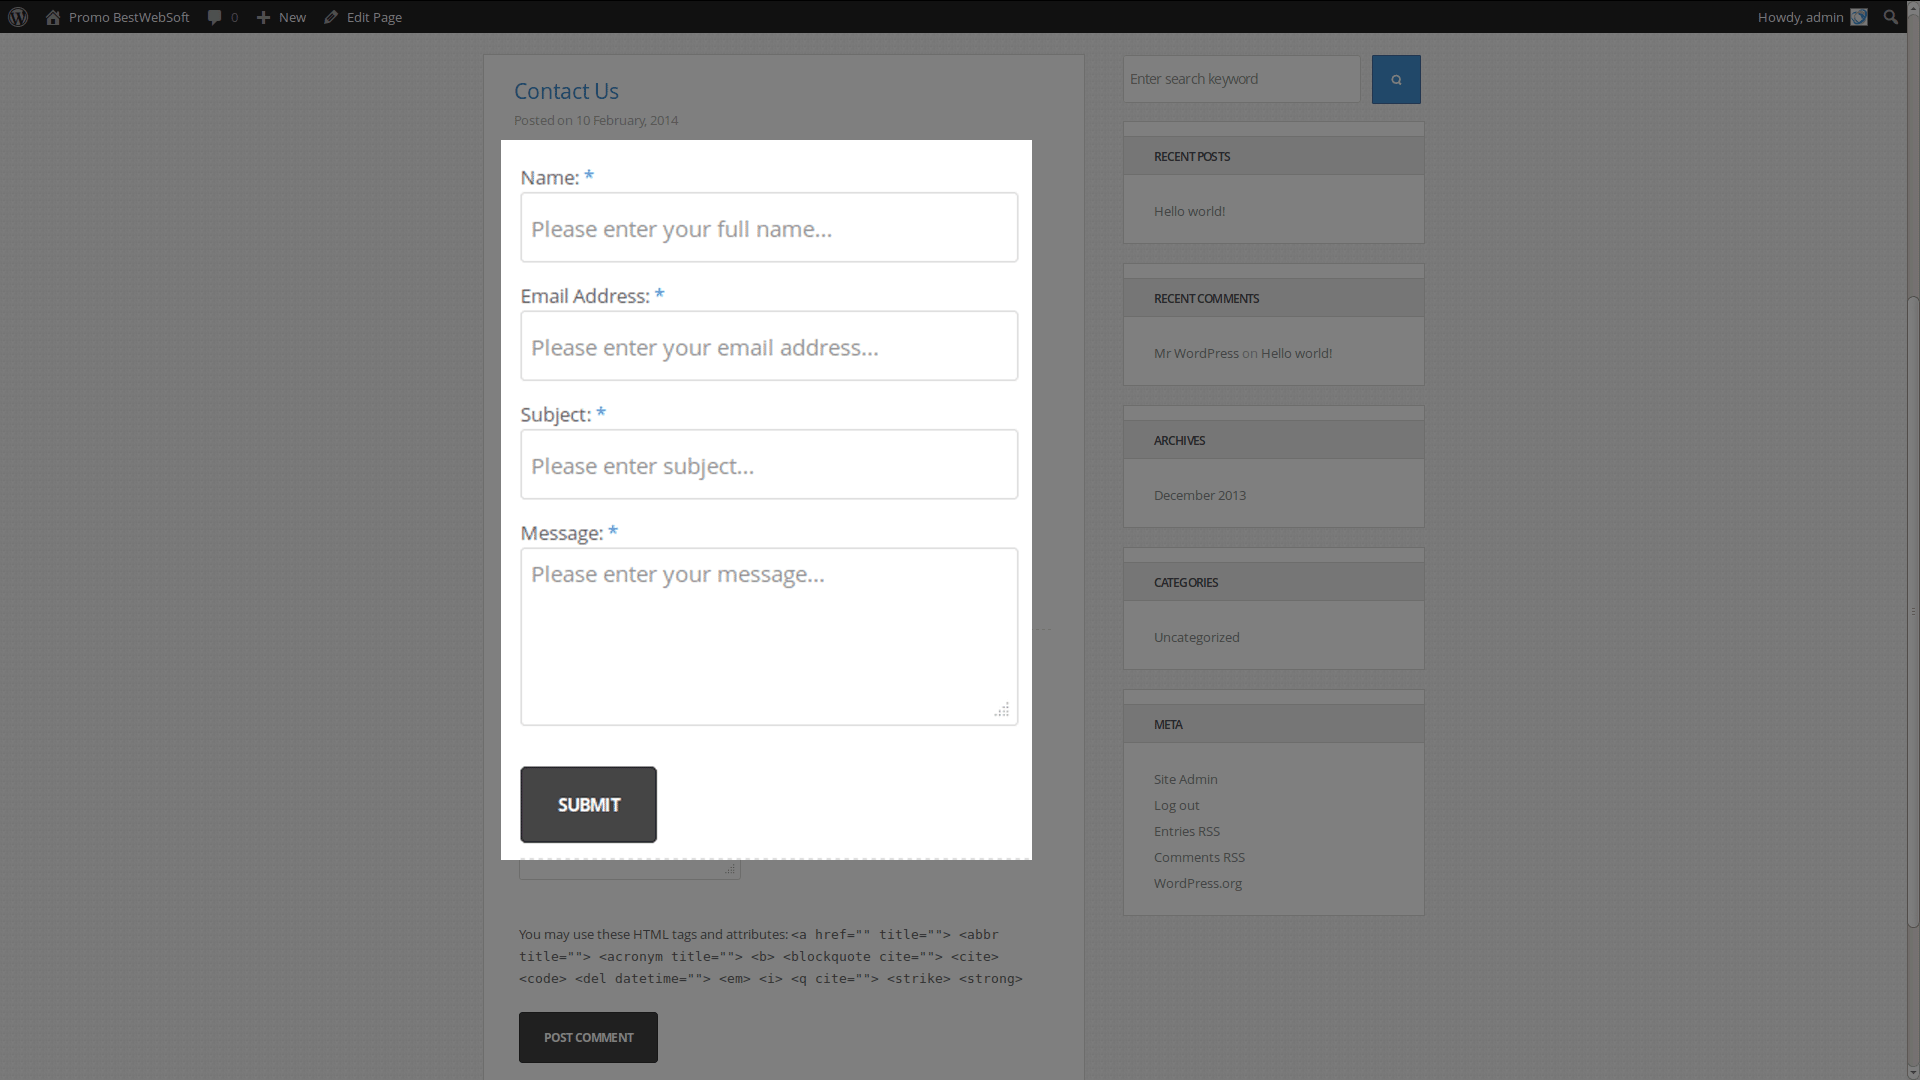 Promo BestWebSoft 0 New Edit Page Howdy, admin
Contact Us
Posted on 10 February, 2014
Name: *
Please enter your full name...
Email Address: *
Please enter your email address...
Subject: *
Please enter subject...
Message: *
Please enter your message...
SUBMIT
You may use these HTML tags and attributes: <a href="" title=""> <abbr
title=""> <acronym title=""> <b> <blockquote cite=""> <cite>
<code> <del datetime=""> <em> <i> <q cite=""> <strike> <strong>
POST COMMENT
Enter search keyword
RECENT POSTS
Hello world!
RECENT COMMENTS
Mr WordPress on Hello world!
ARCHIVES
December 2013
CATEGORIES
Uncategorized
META
Site Admin
Log out
Entries RSS
Comments RSS
WordPress.org